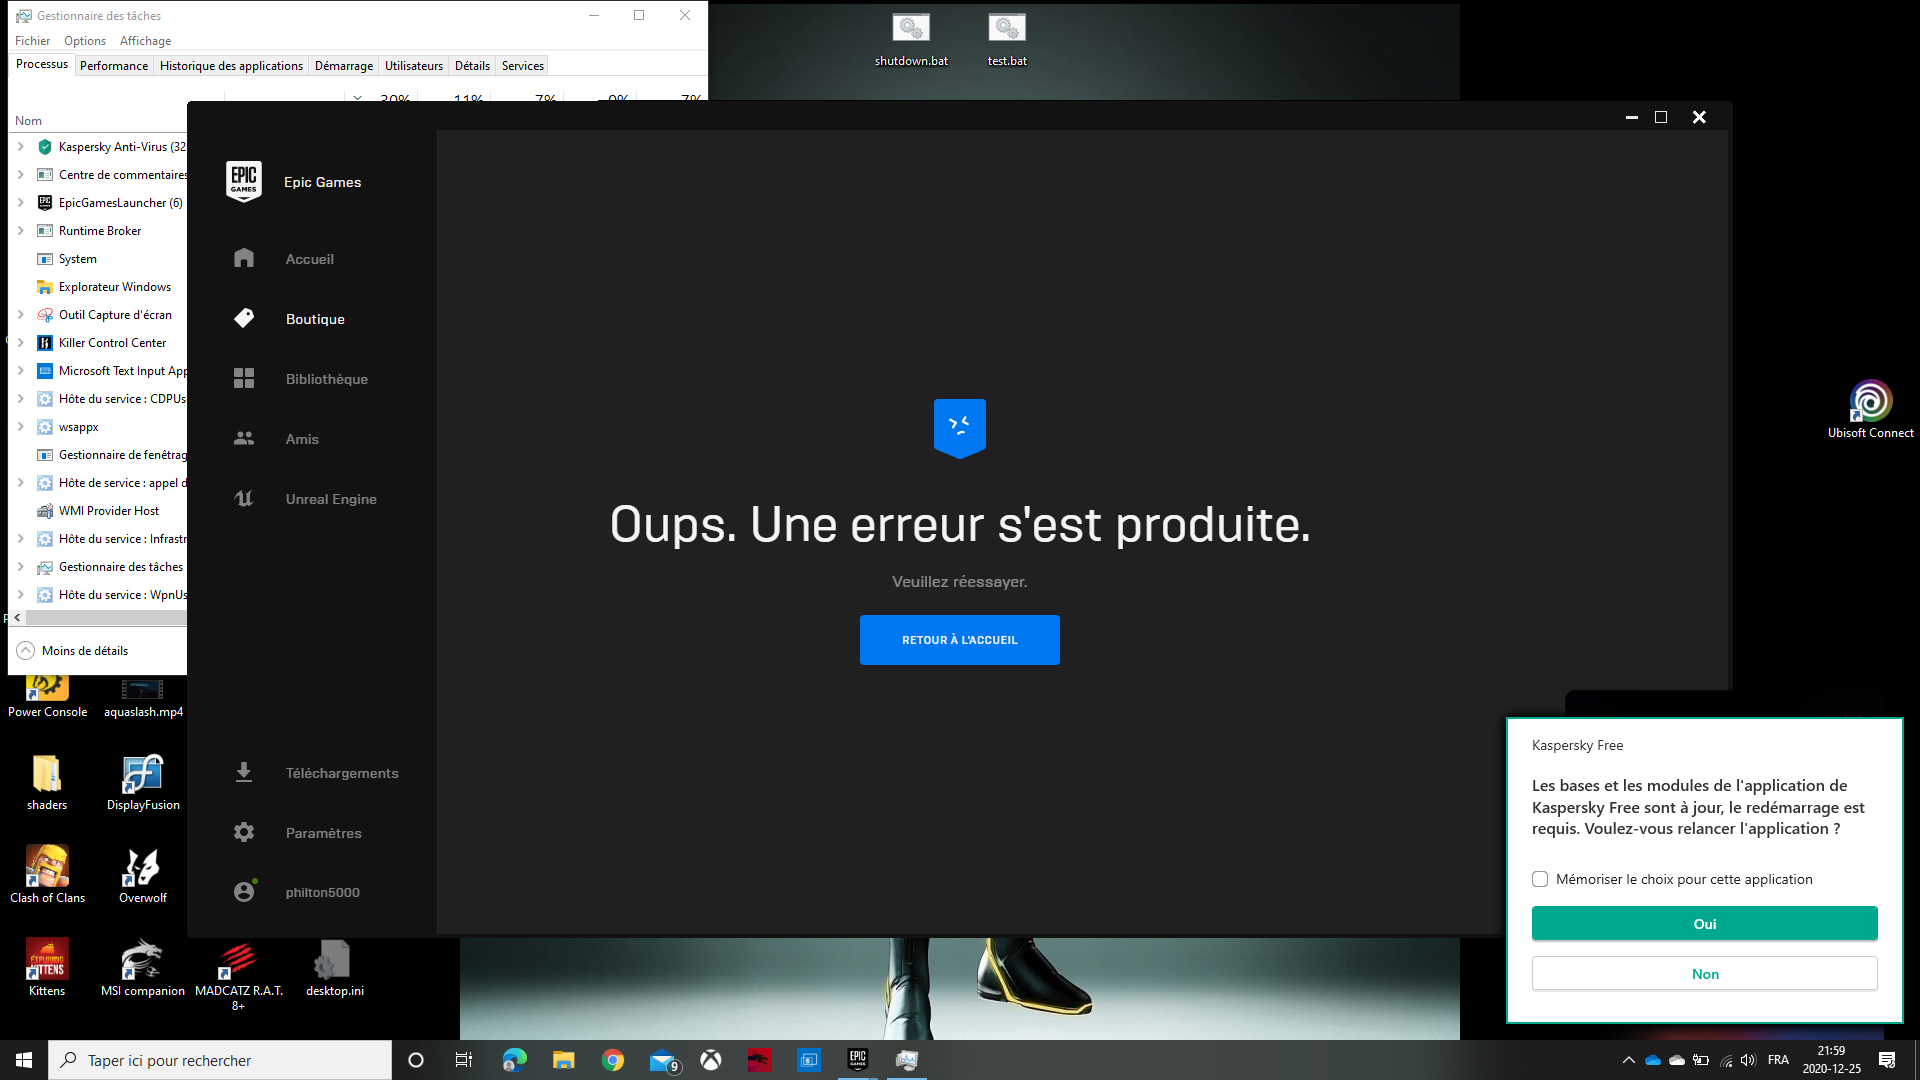 Gestionnaire des tâches
Fichier Options Affichage
Processus Performance Historique des applications Démarrage Utilisateurs Détails Services
30% 11% 7% 0% 7%
Nom
Kaspersky Anti-Virus (32
Centre de commentaires
EpicGamesLauncher (6)
Runtime Broker
System
Explorateur Windows
Outil Capture d'écran
Killer Control Center
Microsoft Text Input App
Hôte du service : CDPUs
wsappx
Gestionnaire de fenêtrag
Hôte de service : appel d
WMI Provider Host
Hôte du service : Infrastr
Gestionnaire des tâches
Hôte du service : WpnUs
Moins de détails
shutdown.bat
test.bat
EPIC GAMES
Epic Games
Accueil
Boutique
Bibliothèque
Amis
Unreal Engine
Téléchargements
Paramètres
philton5000
Oups. Une erreur s'est produite.
Veuillez réessayer.
RETOUR À L'ACCUEIL
Ubisoft Connect
Power Console
aquaslash.mp4
shaders
DisplayFusion
Clash of Clans
Overwolf
EXPLODING
KITTENS
Kittens
MSI companion
MADCATZ R.A.T.
8+
desktop.ini
Kaspersky Free
Les bases et les modules de l'application de
Kaspersky Free sont à jour, le redémarrage est
requis. Voulez-vous relancer l'application ?
Mémoriser le choix pour cette application
Oui
Non
Taper ici pour rechercher
9
EPIC GAMES
FRA
21:59
2020-12-25